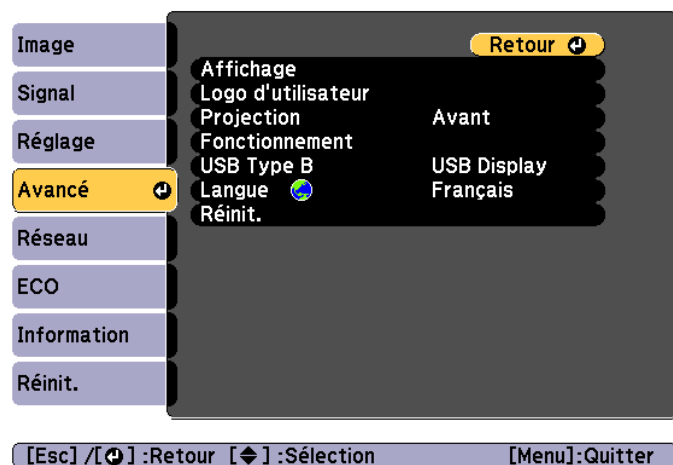 Image
Signal
Réglage
Avancé
Réseau
ECO
Information
Réinit.
Retour
Affichage
Logo d'utilisateur
Projection Avant
Fonctionnement
USB Type B USB Display
Langue Français
Réinit.
[Esc] /[ ] :Retour [ ] :Sélection [Menu]:Quitter